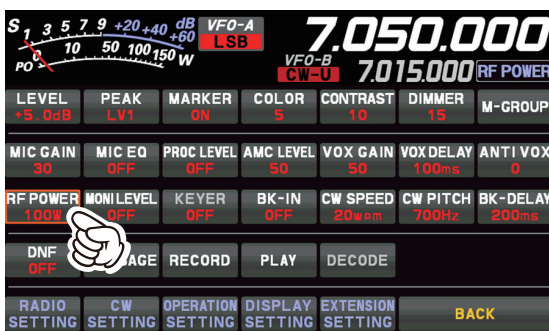 S 1 3 5 7 9 +20 +40 +60 dB VFO-A
LSB
7.050.000
PO 0 10 50 100 150 W
VFO-B
CW-U 7.015.000 RF POWER
LEVEL PEAK MARKER COLOR CONTRAST DIMMER M-GROUP
+5.0dB LV1 ON 5 10 15
MIC GAIN MIC EQ PROC LEVEL AMC LEVEL VOX GAIN VOX DELAY ANTI VOX
30 OFF OFF 50 50 100ms 0
RF POWER MONI LEVEL KEYER BK-IN CW SPEED CW PITCH BK-DELAY
100W OFF OFF OFF 20wpm 700Hz 200ms
DNF AGE RECORD PLAY DECODE
OFF
RADIO CW OPERATION DISPLAY EXTENSION BACK
SETTING SETTING SETTING SETTING SETTING